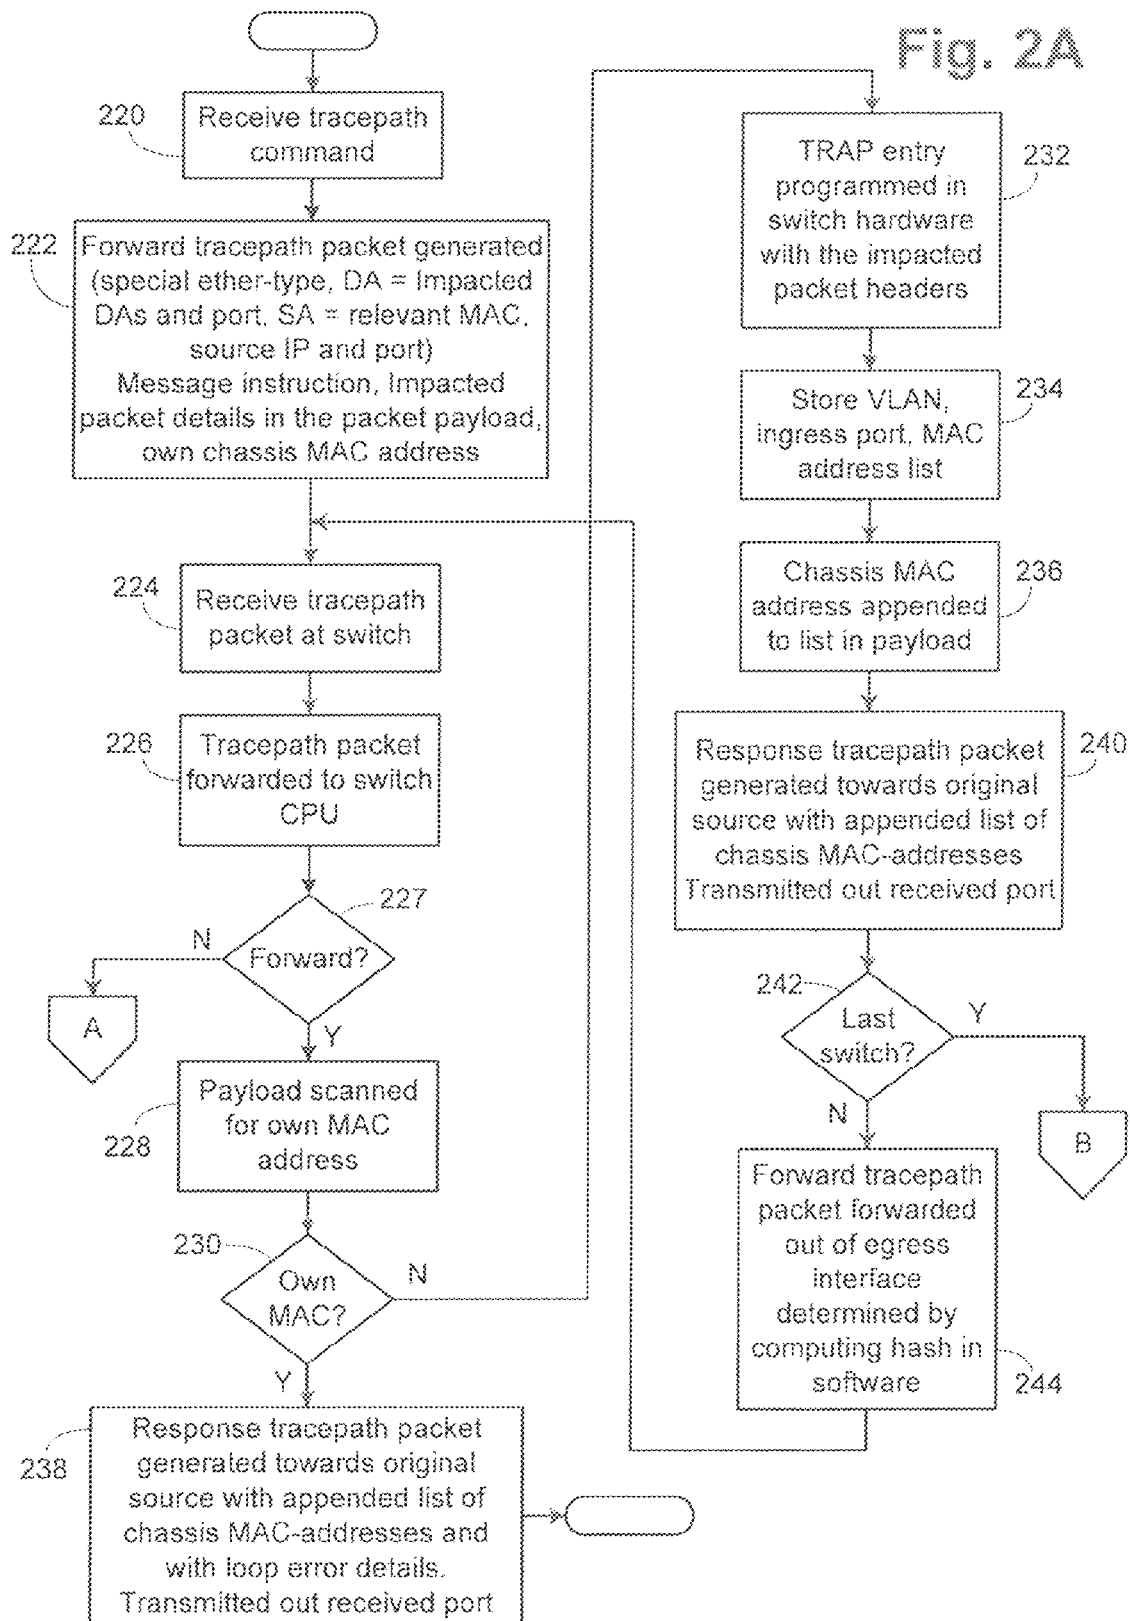 Fig. 2A
220
Receive tracepath
command
222
Forward tracepath packet generated
(special ether-type, DA = Impacted
DAs and port, SA = relevant MAC,
source IP and port)
Message instruction, Impacted
packet details in the packet payload,
own chassis MAC address
224
Receive tracepath
packet at switch
226
Tracepath packet
forwarded to switch
CPU
227
Forward?
N
A
Y
228
Payload scanned
for own MAC
address
230
Own
MAC?
N
Y
238
Response tracepath packet
generated towards original
source with appended list of
chassis MAC-addresses and
with loop error details.
Transmitted out received port
232
TRAP entry
programmed in
switch hardware
with the impacted
packet headers
234
Store VLAN,
ingress port, MAC
address list
236
Chassis MAC
address appended
to list in payload
240
Response tracepath packet
generated towards original
source with appended list of
chassis MAC-addresses
Transmitted out received port
242
Last
switch?
Y
B
N
Forward tracepath
packet forwarded
out of egress
interface
determined by
computing hash in
software
244